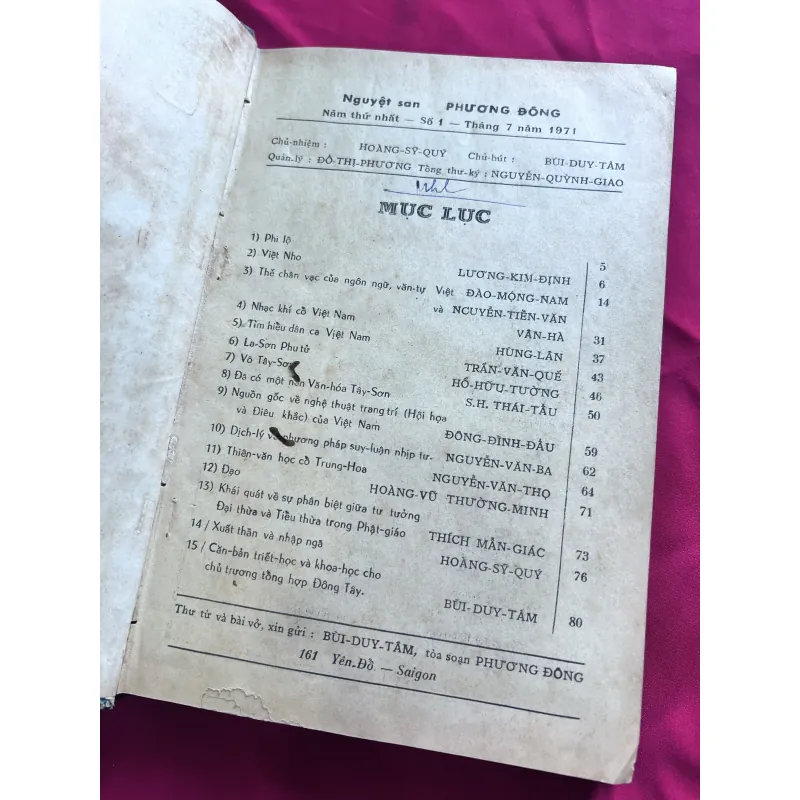 Nguyệt san PHƯƠNG ĐÔNG
Năm thứ nhất — Số 1 — Tháng 7 năm 1971
Chủ-nhiệm : HOÀNG-SỸ-QUÝ Chủ-bút : BÙI-DUY-TÂM
Quản.lý : ĐỖ-THỊ-PHƯƠNG Tổng thư-ký : NGUYỄN-QUỲNH-GIAO
MỤC LỤC
1) Phi lộ 5
2) Việt Nho LƯƠNG-KIM-ĐỊNH 6
3) Thế chân vạc của ngôn ngữ, văn-tự Việt ĐÀO-MỘNG-NAM 14
và NGUYỄN-TIẾN-VĂN
4) Nhạc khí cổ Việt Nam VÂN-HÀ 31
5) Tìm hiểu dân ca Việt Nam HÙNG-LÂN 37
6) La-Sơn Phu tử TRẦN-VĂN-QUẾ 43
7) Võ Tây-Sơn HỒ-HỮU-TƯỜNG 46
8) Đã có một nền Văn-hóa Tây-Sơn S.H. THÁI-TẨU 50
9) Nguồn gốc về nghệ thuật trang trí (Hội họa
và Điêu khắc) của Việt Nam ĐÔNG-ĐÌNH-ĐẦU 59
10) Dịch-lý và phương pháp suy-luận nhịp tư. NGUYỄN-VĂN-BA 62
11) Thiên-văn học cổ Trung-Hoa NGUYỄN-VĂN-THỌ 64
12) Đạo HOÀNG-VŨ THƯỜNG-MINH 71
13) Khái quát về sự phân biệt giữa tư tưởng
Đại thừa và Tiểu thừa trong Phật-giáo THÍCH MẪN-GIÁC 73
14 / Xuất thần và nhập ngã HOÀNG-SỸ-QUÝ 76
15 / Căn-bản triết-học và khoa-học cho
chủ trương tổng hợp Đông Tây. BÙI-DUY-TÂM 80
Thư từ và bài vở, xin gửi : BÙI-DUY-TÂM, tòa soạn PHƯƠNG ĐÔNG
161 Yên.Đổ. — Saigon